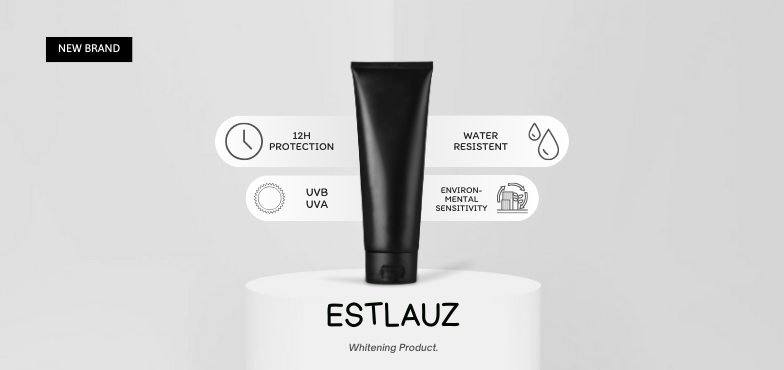 NEW BRAND
12H
PROTECTION
WATER
RESISTENT
UVB
UVA
ENVIRON-
MENTAL
SENSITIVITY
ESTLAUZ
Whitening Product.